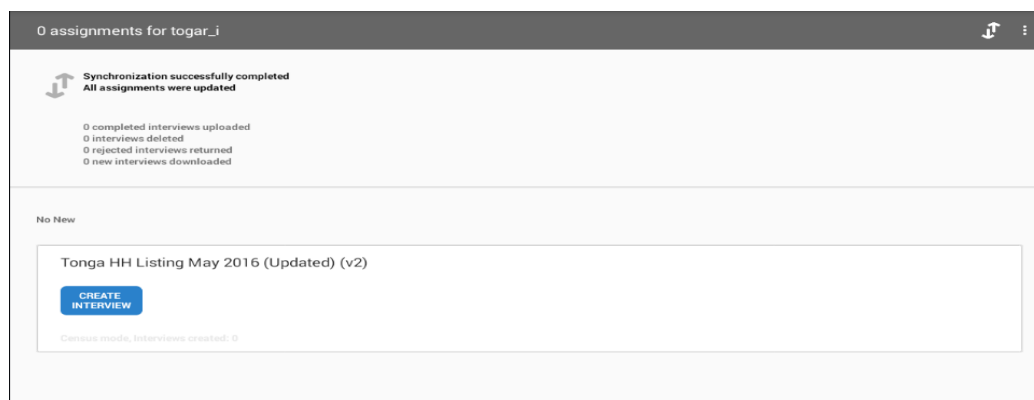 0 assignments for togar_i
Synchronization successfully completed
All assignments were updated
0 completed interviews uploaded
0 interviews deleted
0 rejected interviews returned
0 new interviews downloaded
No New
Tonga HH Listing May 2016 (Updated) (v2)
CREATE
INTERVIEW
Census mode, Interviews created: 0